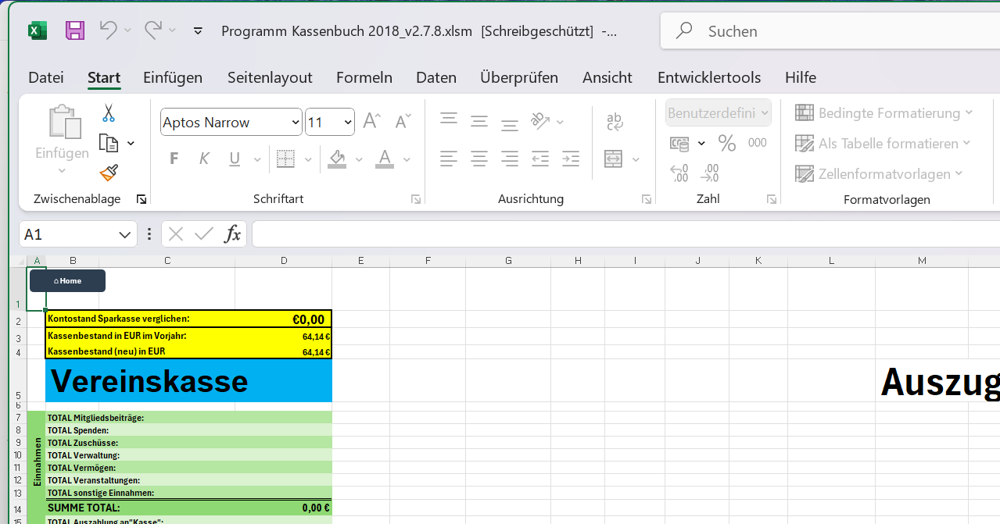 Programm Kassenbuch 2018_v2.7.8.xlsm [Schreibgeschützt] -...
Suchen
Datei Start Einfügen Seitenlayout Formeln Daten Überprüfen Ansicht Entwicklertools Hilfe
Einfügen
Zwischenablage
Aptos Narrow 11
F K U A
Schriftart
ab
Ausrichtung
Benutzerdefini
% 000
Zahl
Bedingte Formatierung
Als Tabelle formatieren
Zellenformatvorlagen
Formatvorlagen
A1 fx
A B C D E F G H I J K L M
⌂ Home
1
2 Kontostand Sparkasse verglichen: €0,00
3 Kassenbestand in EUR im Vorjahr: 64,14 €
4 Kassenbestand (neu) in EUR 64,14 €
5 Vereinskasse Auszug
6
Einnahmen
7 TOTAL Mitgliedsbeiträge:
8 TOTAL Spenden:
9 TOTAL Zuschüsse:
10 TOTAL Verwaltung:
11 TOTAL Vermögen:
12 TOTAL Veranstaltungen:
13 TOTAL sonstige Einnahmen:
14 SUMME TOTAL: 0,00 €
15 TOTAL Auszahlung an"Kasse":